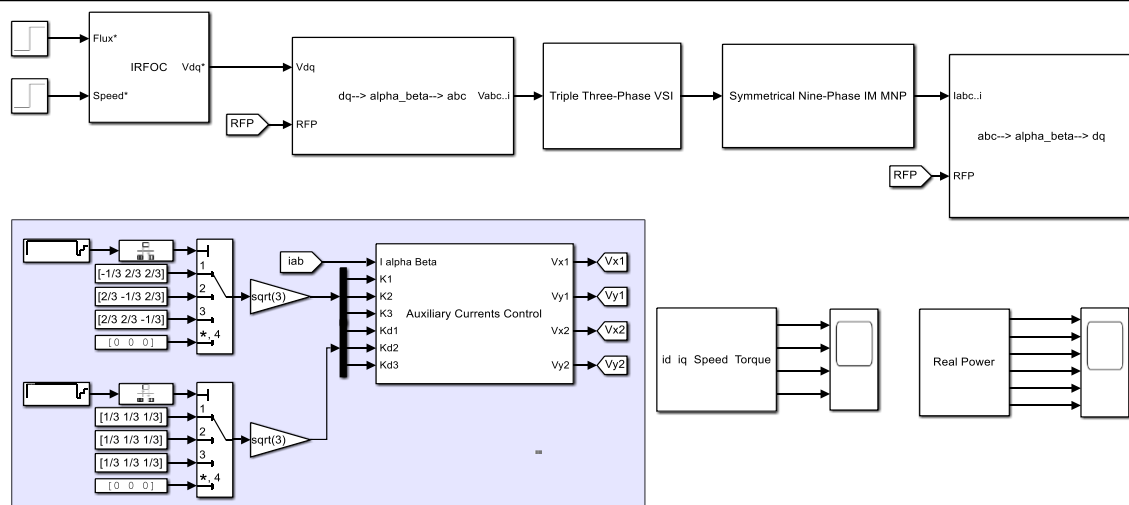 Flux*
IRFOC Vdq*
Speed*
Vdq
dq--> alpha_beta--> abc Vabc..i
RFP RFP
Triple Three-Phase VSI
Symmetrical Nine-Phase IM MNP
Iabc..i
abc--> alpha_beta--> dq
RFP RFP
1
[-1/3 2/3 2/3]
2
[2/3 -1/3 2/3]
3
[2/3 2/3 -1/3]
*, 4
[0 0 0]
sqrt(3)
iab
I alpha Beta Vx1 Vx1
K1
K2 Vy1 Vy1
K3 Auxiliary Currents Control
Kd1 Vx2 Vx2
Kd2
Kd3 Vy2 Vy2
1
[1/3 1/3 1/3]
2
[1/3 1/3 1/3]
3
[1/3 1/3 1/3]
*, 4
[0 0 0]
sqrt(3)
id iq Speed Torque
Real Power